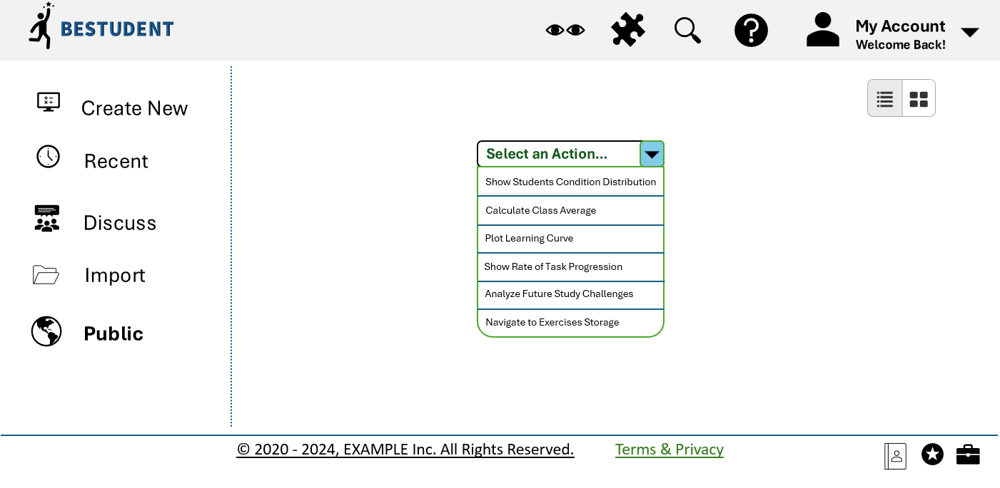 BESTUDENT
My Account
Welcome Back!
Create New
Recent
Discuss
Import
Public
Select an Action...
Show Students Condition Distribution
Calculate Class Average
Plot Learning Curve
Show Rate of Task Progression
Analyze Future Study Challenges
Navigate to Exercises Storage
© 2020 - 2024, EXAMPLE Inc. All Rights Reserved.
Terms & Privacy